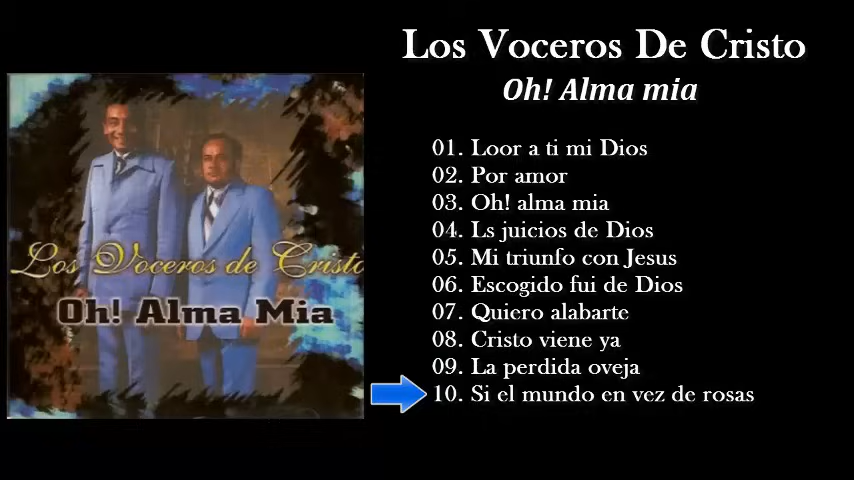 Los Voceros De Cristo
Oh! Alma mia
01. Loor a ti mi Dios
02. Por amor
03. Oh! alma mia
04. Ls juicios de Dios
05. Mi triunfo con Jesus
06. Escogido fui de Dios
07. Quiero alabarte
08. Cristo viene ya
09. La perdida oveja
10. Si el mundo en vez de rosas
Los Voceros de Cristo
Oh! Alma Mia